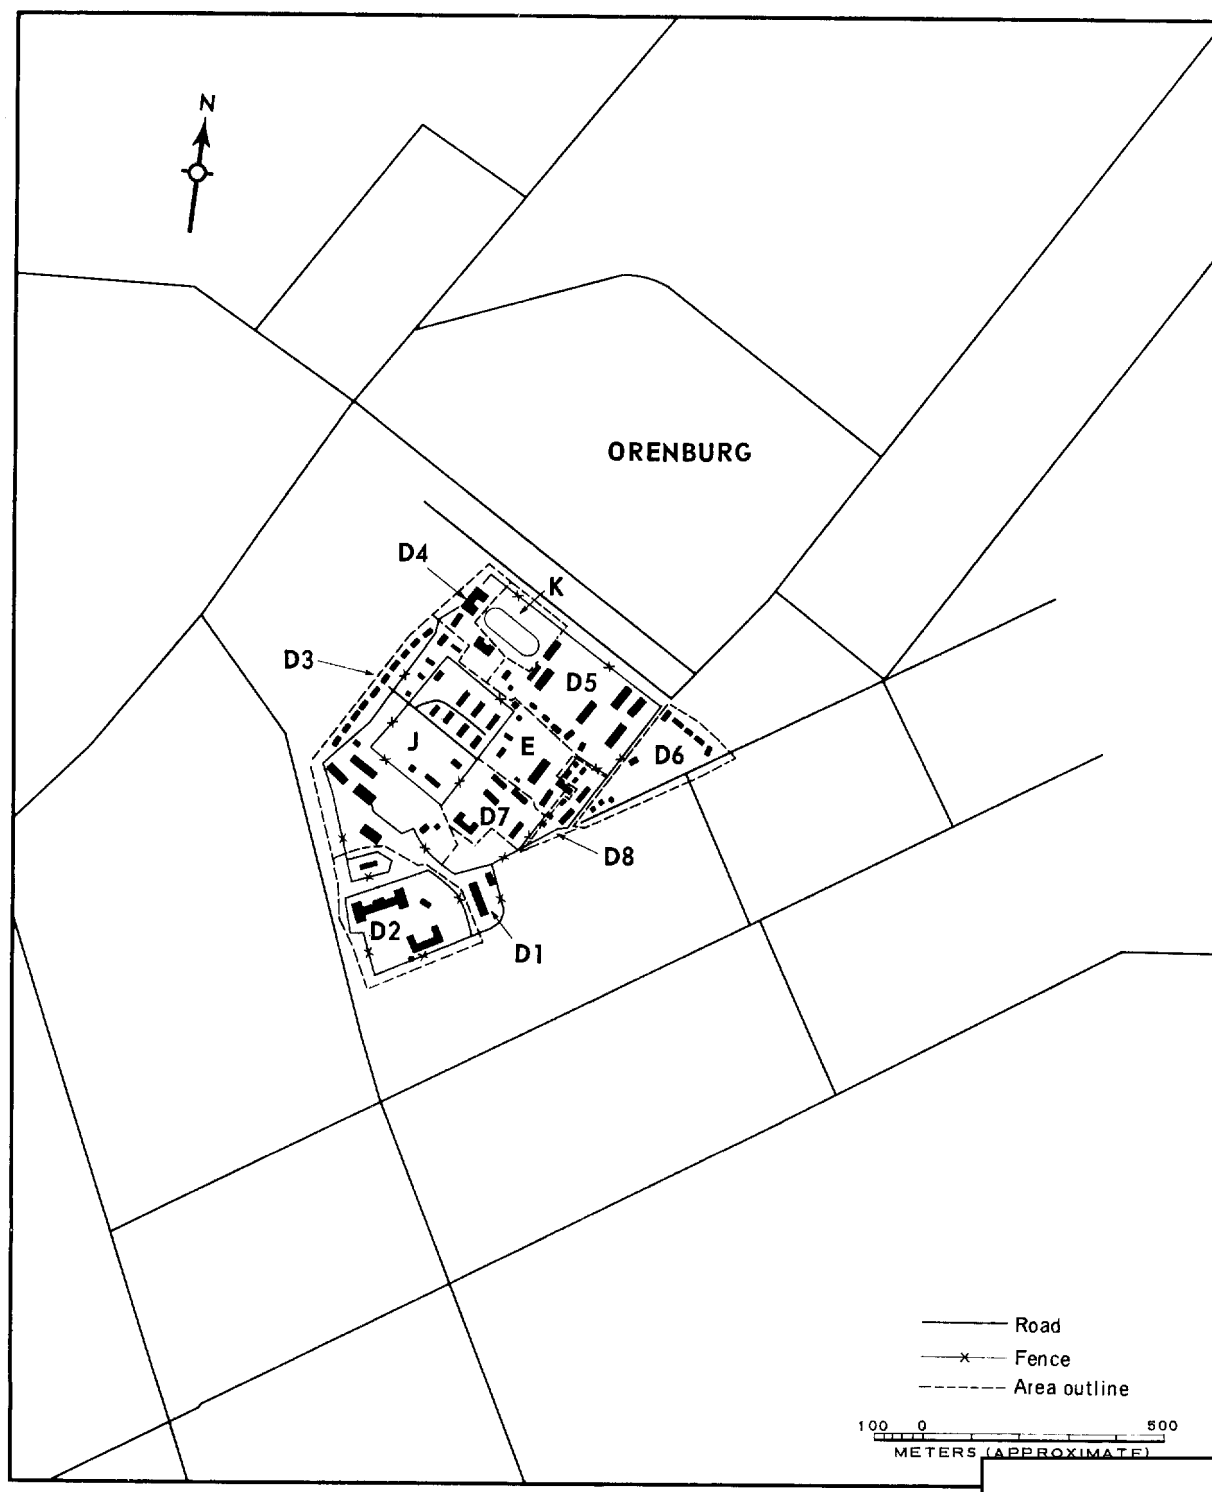 N
ORENBURG
D4
K
D3
D5
J
E
D6
D7
D8
D2
D1
Road
Fence
Area outline
100 0 500
METERS (APPROXIMATE)